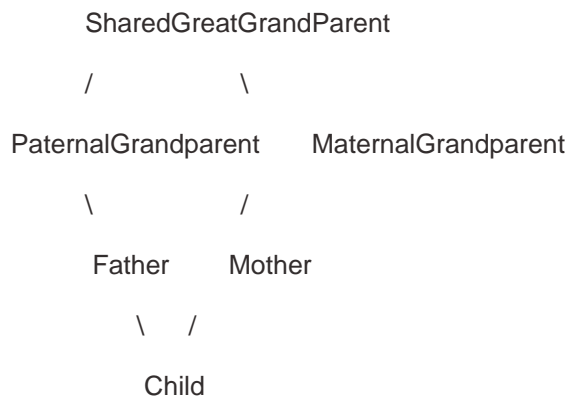 SharedGreatGrandParent
/ \
PaternalGrandparent MaternalGrandparent
\ /
Father Mother
\ /
Child